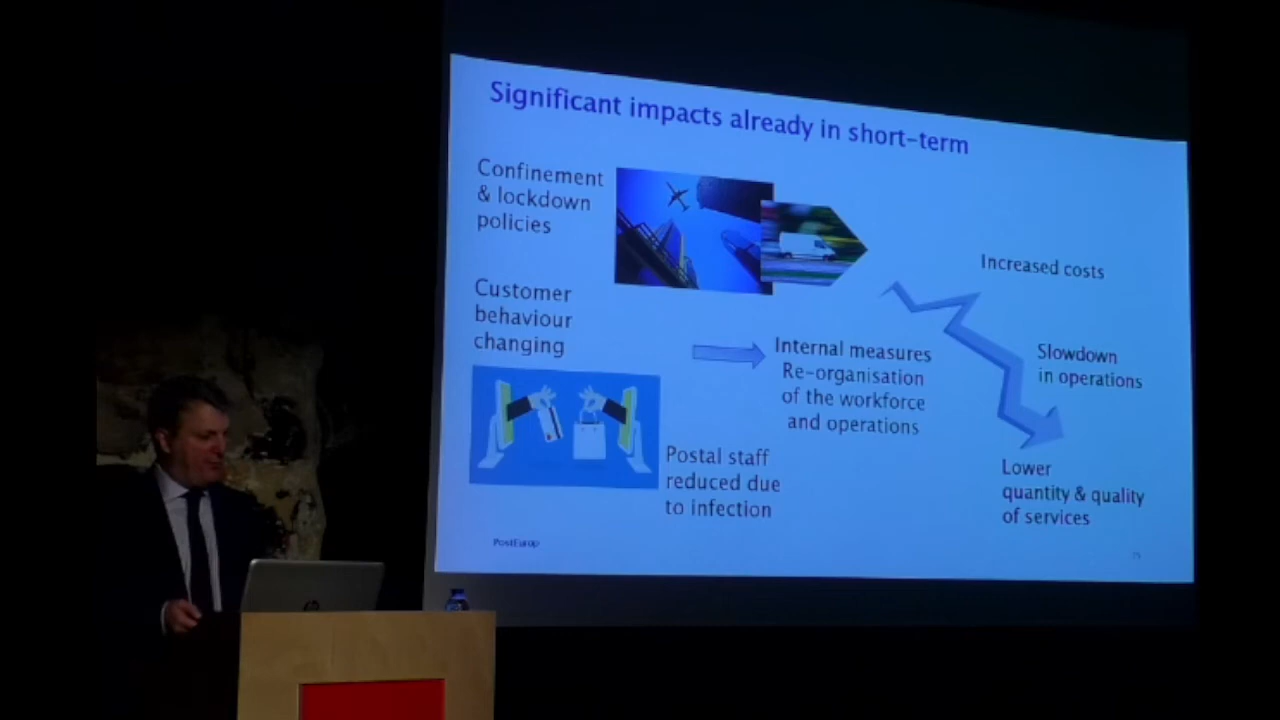 Significant impacts already in short-term
Confinement
& lockdown
policies
Customer
behaviour
changing
Internal measures
Re-organisation
of the workforce
and operations
Postal staff
reduced due
to infection
Increased costs
Slowdown
in operations
Lower
quantity & quality
of services
PostEurop
hp